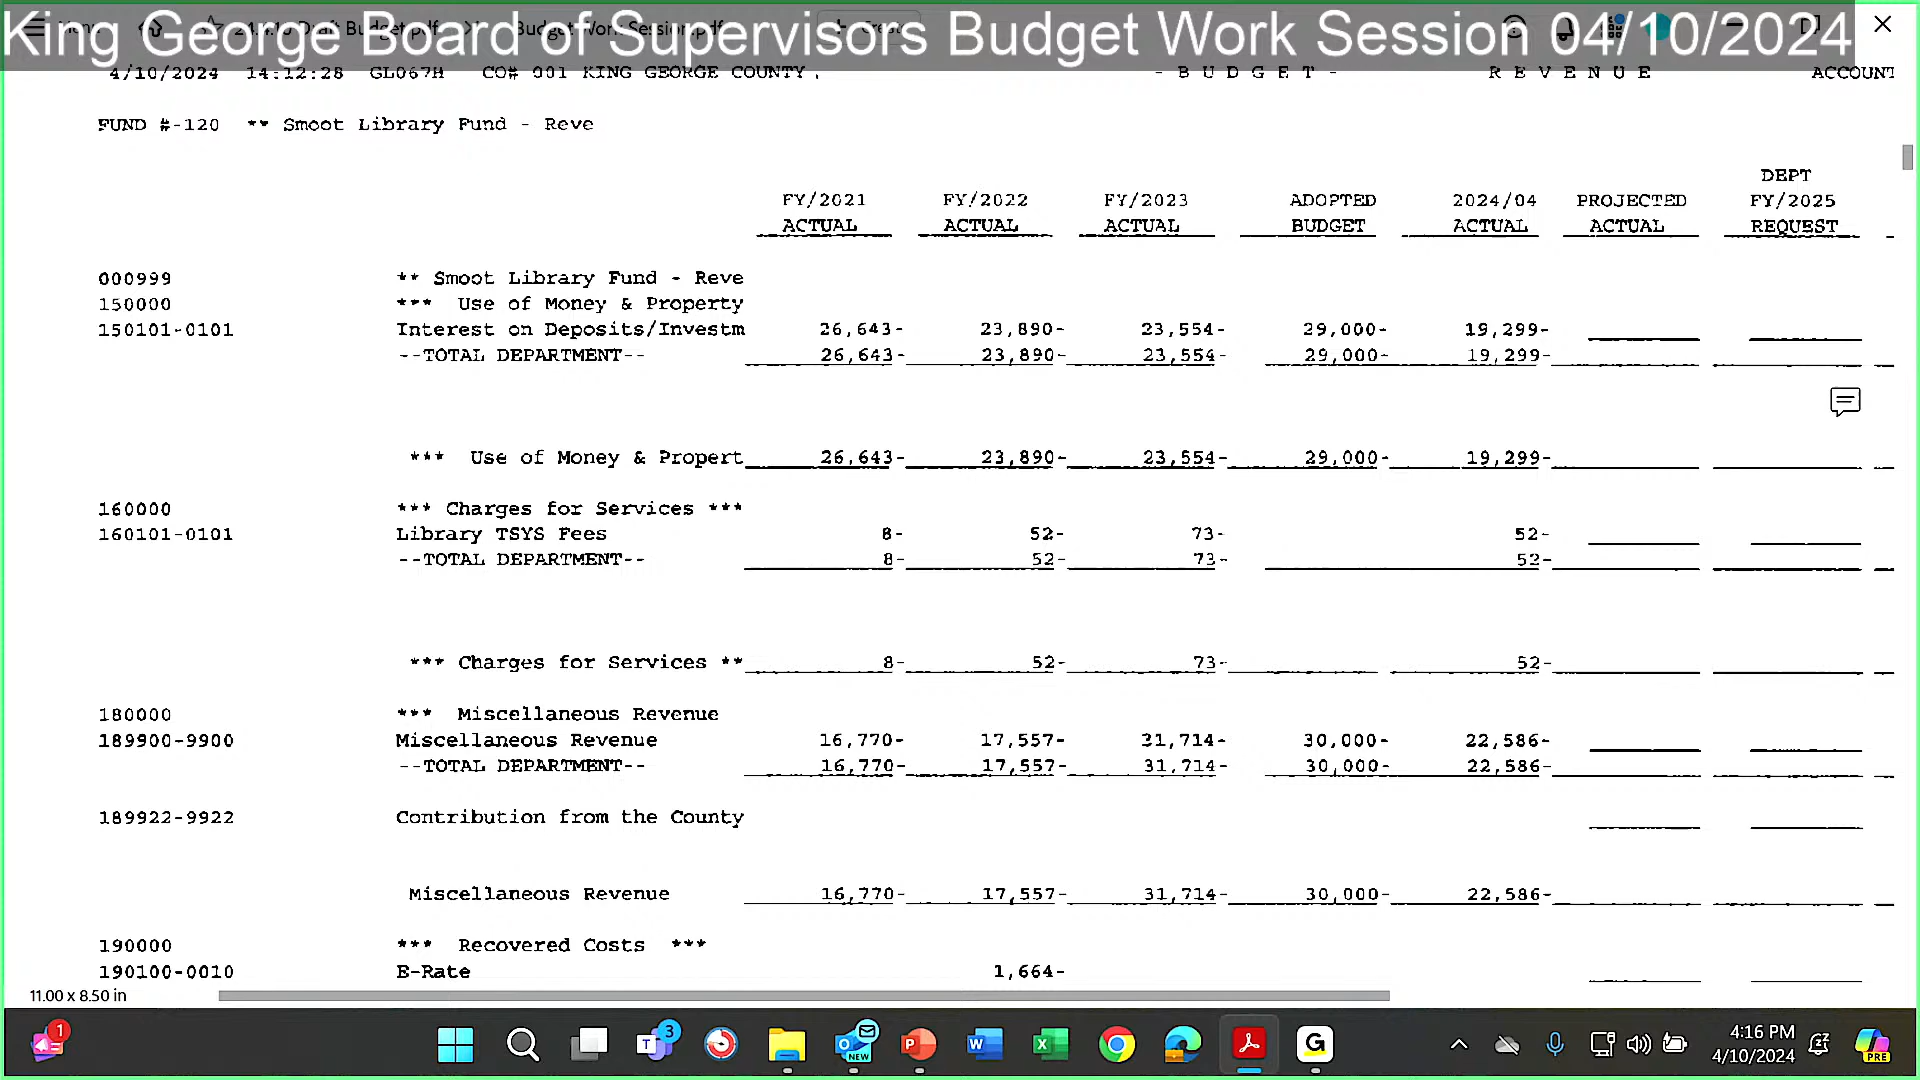 King George Board of Supervisors Budget Work Session 04/10/2024
4/10/2024 14:12:28 GL067H CO# 001 KING GEORGE COUNTY, - B U D G E T - R E V E N U E ACCOUNT
FUND #-120 ** Smoot Library Fund - Reve
DEPT
FY/2021 FY/2022 FY/2023 ADOPTED 2024/04 PROJECTED FY/2025
ACTUAL ACTUAL ACTUAL BUDGET ACTUAL ACTUAL REQUEST
000999 ** Smoot Library Fund - Reve
150000 *** Use of Money & Property
150101-0101 Interest on Deposits/Investm 26,643- 23,890- 23,554- 29,000- 19,299-
--TOTAL DEPARTMENT-- 26,643- 23,890- 23,554- 29,000- 19,299-
*** Use of Money & Propert 26,643- 23,890- 23,554- 29,000- 19,299-
160000 *** Charges for Services ***
160101-0101 Library TSYS Fees 8- 52- 73- 52-
--TOTAL DEPARTMENT-- 8- 52- 73- 52-
*** Charges for Services ** 8- 52- 73- 52-
180000 *** Miscellaneous Revenue
189900-9900 Miscellaneous Revenue 16,770- 17,557- 31,714- 30,000- 22,586-
--TOTAL DEPARTMENT-- 16,770- 17,557- 31,714- 30,000- 22,586-
189922-9922 Contribution from the County
Miscellaneous Revenue 16,770- 17,557- 31,714- 30,000- 22,586-
190000 *** Recovered Costs ***
190100-0010 E-Rate 1,664-
11.00 x 8.50 in
1 3 NEW 4:16 PM
4/10/2024 PRE